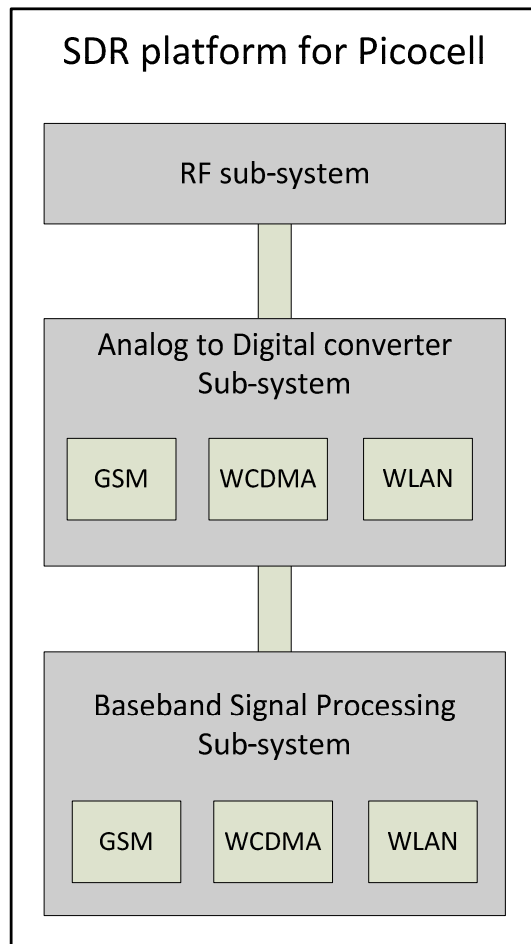 SDR platform for Picocell
RF sub-system
Analog to Digital converter
Sub-system
GSM WCDMA WLAN
Baseband Signal Processing
Sub-system
GSM WCDMA WLAN